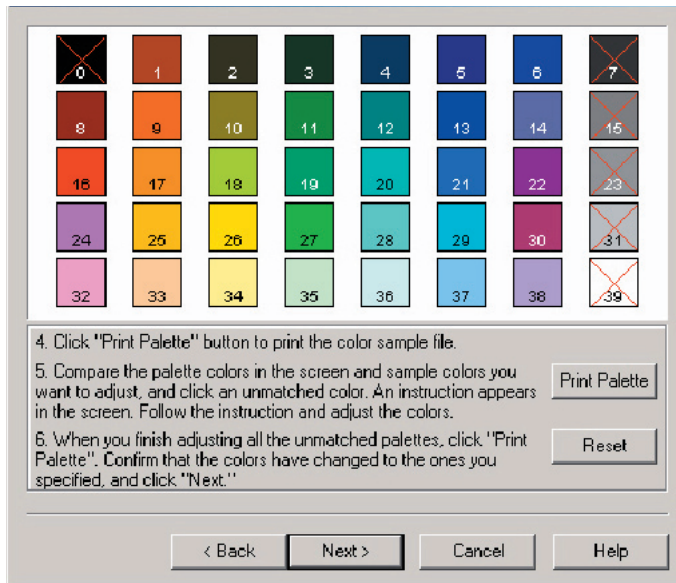 0 1 2 3 4 5 6 7
8 9 10 11 12 13 14 15
16 17 18 19 20 21 22 23
24 25 26 27 28 29 30 31
32 33 34 35 36 37 38 39
4. Click "Print Palette" button to print the color sample file.
5. Compare the palette colors in the screen and sample colors you
want to adjust, and click an unmatched color. An instruction appears
in the screen. Follow the instruction and adjust the colors.
Print Palette
6. When you finish adjusting all the unmatched palettes, click "Print
Palette". Confirm that the colors have changed to the ones you
specified, and click "Next."
Reset
< Back Next > Cancel Help